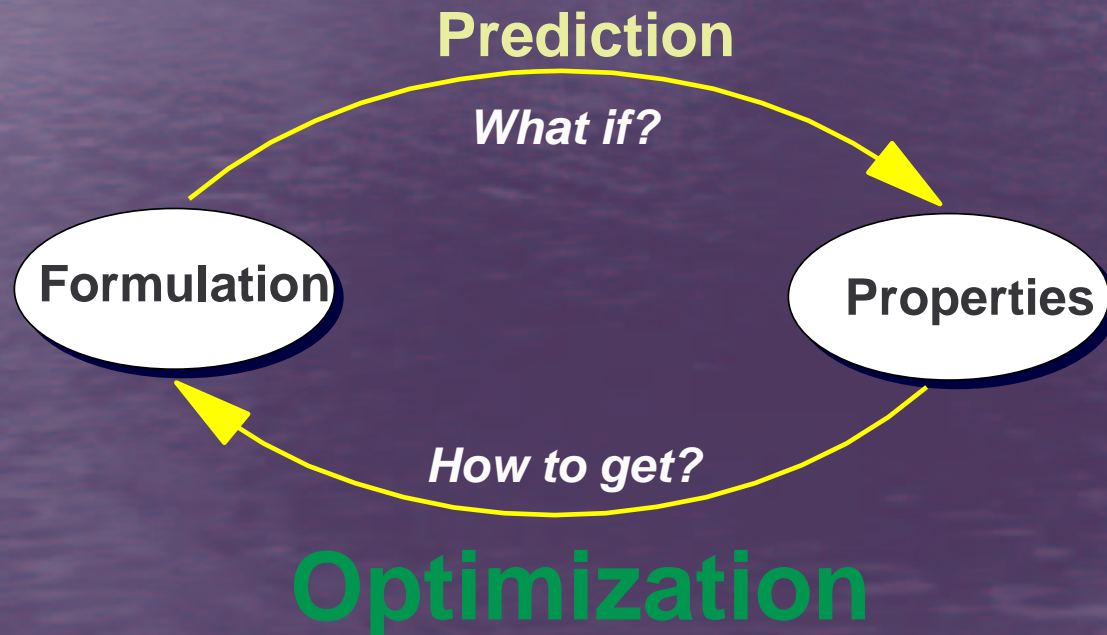 Prediction
What if?
Formulation
Properties
How to get?
Optimization